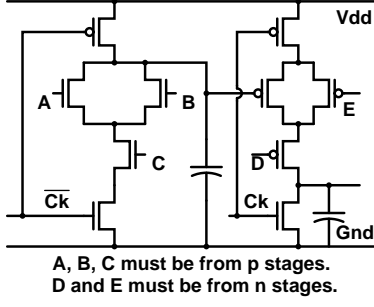 Vdd
A
B
E
C
D
Ck
Ck
Gnd
A, B, C must be from p stages.
D and E must be from n stages.